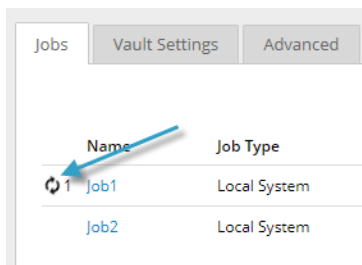 Jobs Vault Settings Advanced
Name Job Type
1 Job1 Local System
Job2 Local System